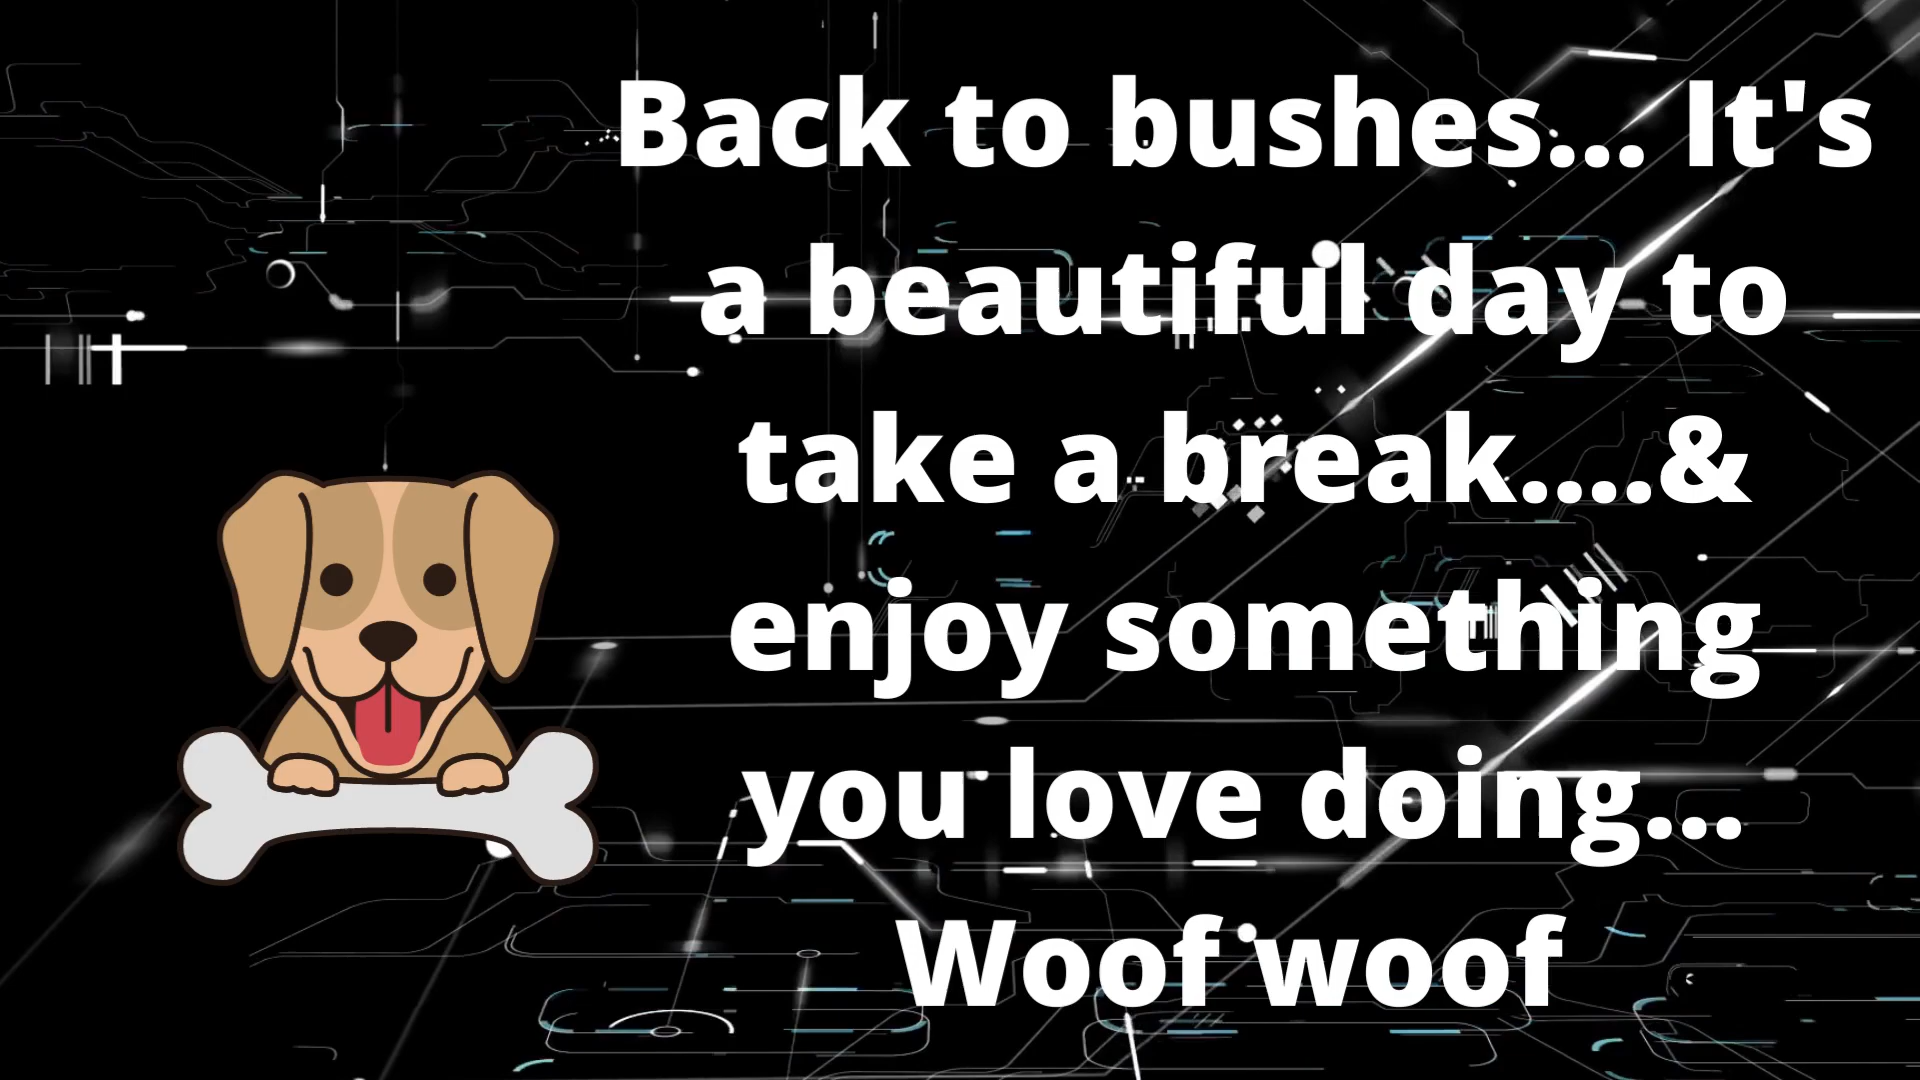 Back to bushes... It's
a beautiful day to
take a break....&
enjoy something
you love doing...
Woof woof